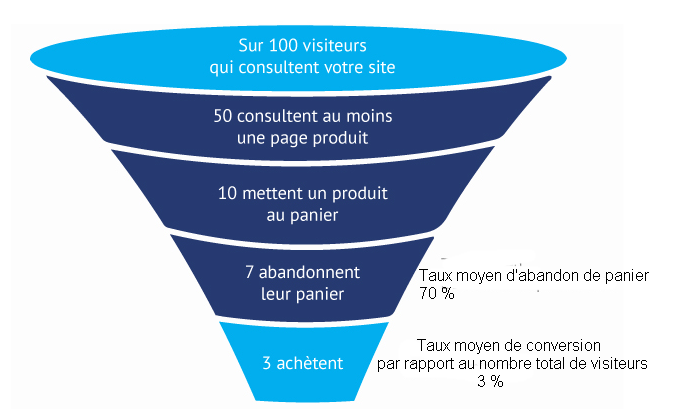 Sur 100 visiteurs
qui consultent votre site
50 consultent au moins
une page produit
10 mettent un produit
au panier
7 abandonnent
leur panier
Taux moyen d'abandon de panier
70 %
3 achètent
Taux moyen de conversion
par rapport au nombre total de visiteurs
3 %